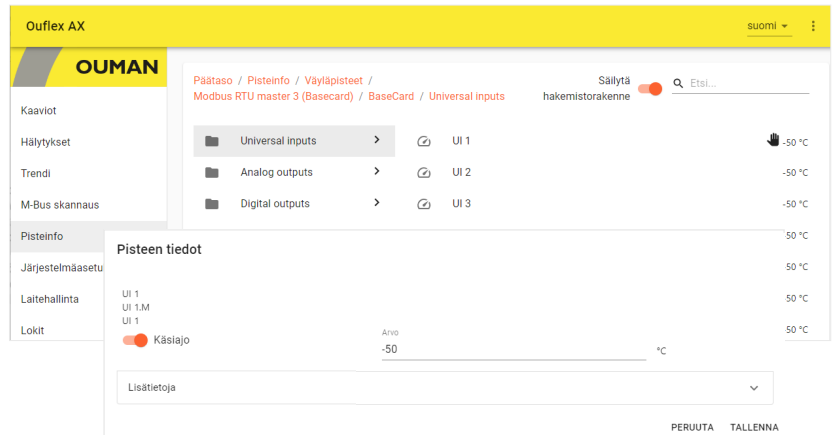 Ouflex AX
suomi
OUMAN
Päätaso / Pisteinfo / Väyläpisteet /
Modbus RTU master 3 (Basecard) / BaseCard / Universal inputs
Säilytä
hakemistorakenne
Etsi...
Kaaviot
Hälytykset
Trendi
M-Bus skannaus
Pisteinfo
Järjestelmäasetu
Laitehallinta
Lokit
Universal inputs
UI 1
-50 °C
Analog outputs
UI 2
-50 °C
Digital outputs
UI 3
-50 °C
50 °C
50 °C
50 °C
50 °C
Pisteen tiedot
UI 1
UI 1.M
UI 1
Käsiajo
Arvo
-50
°C
Lisätietoja
PERUUTA
TALLENNA